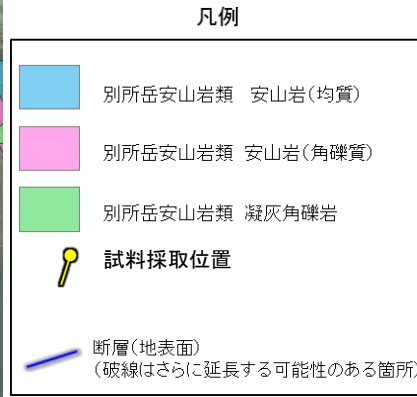 凡例
別所岳安山岩類 安山岩(均質)
別所岳安山岩類 安山岩(角礫質)
別所岳安山岩類 凝灰角礫岩
試料採取位置
断層(地表面)
(破線はさらに延長する可能性のある箇所)